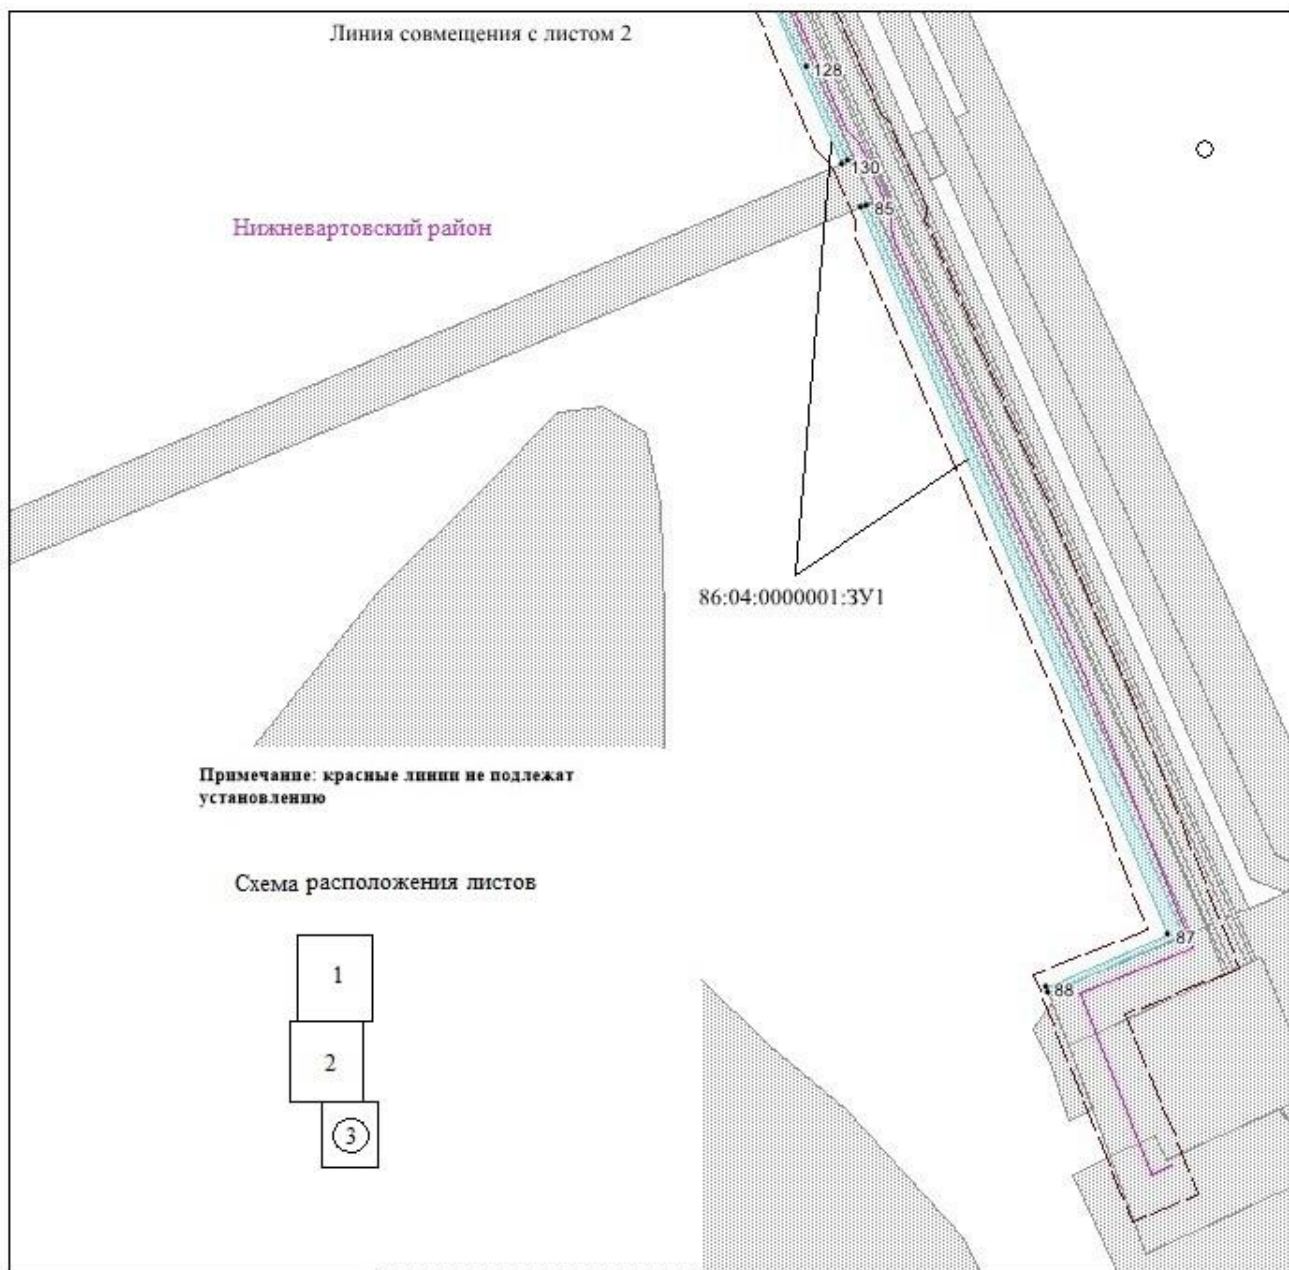 Линия совмещения с листом 2
128
130
85
Нижневартовский район
86:04:0000001:ЗУ1
Примечание: красные линии не подлежат
установлению
Схема расположения листов
87
1
88
2
3